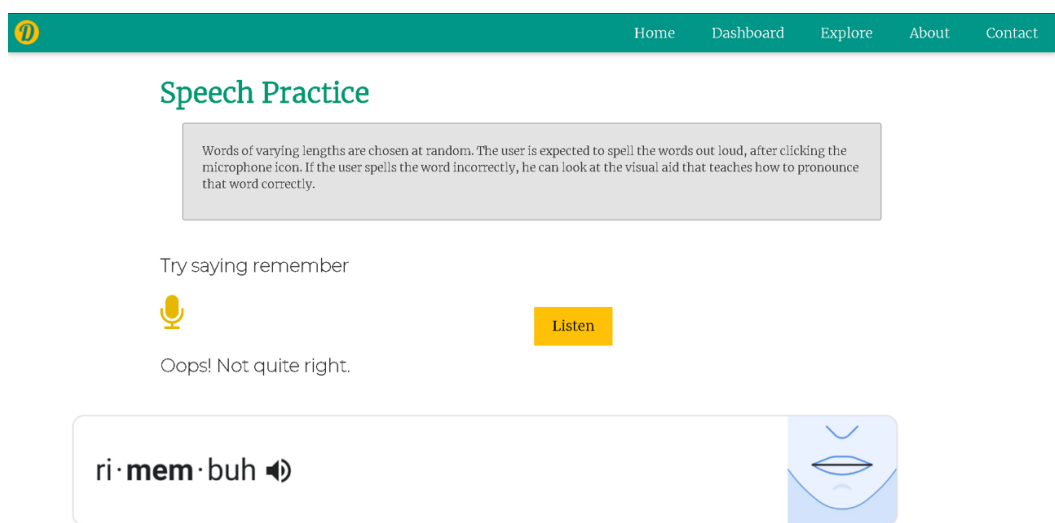 D
Home Dashboard Explore About Contact
Speech Practice
Words of varying lengths are chosen at random. The user is expected to spell the words out loud, after clicking the
microphone icon. If the user spells the word incorrectly, he can look at the visual aid that teaches how to pronounce
that word correctly.
Try saying remember
Listen
Oops! Not quite right.
ri·mem·buh